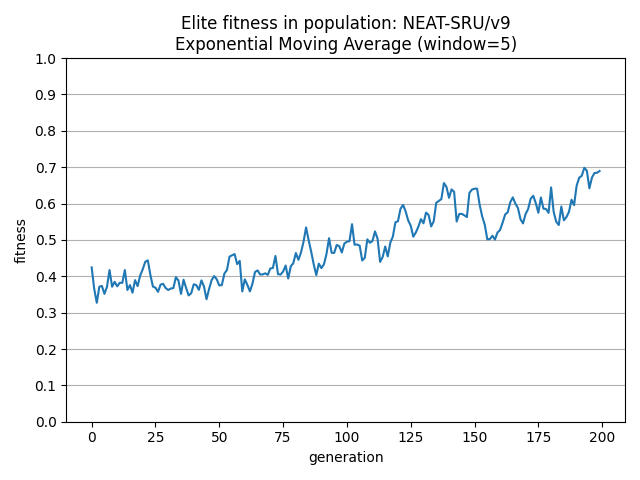 Elite fitness in population: NEAT-SRU/v9
Exponential Moving Average (window=5)
1.0
0.9
0.8
0.7
0.6
0.5
0.4
0.3
0.2
0.1
0.0
fitness
0 25 50 75 100 125 150 175 200
generation